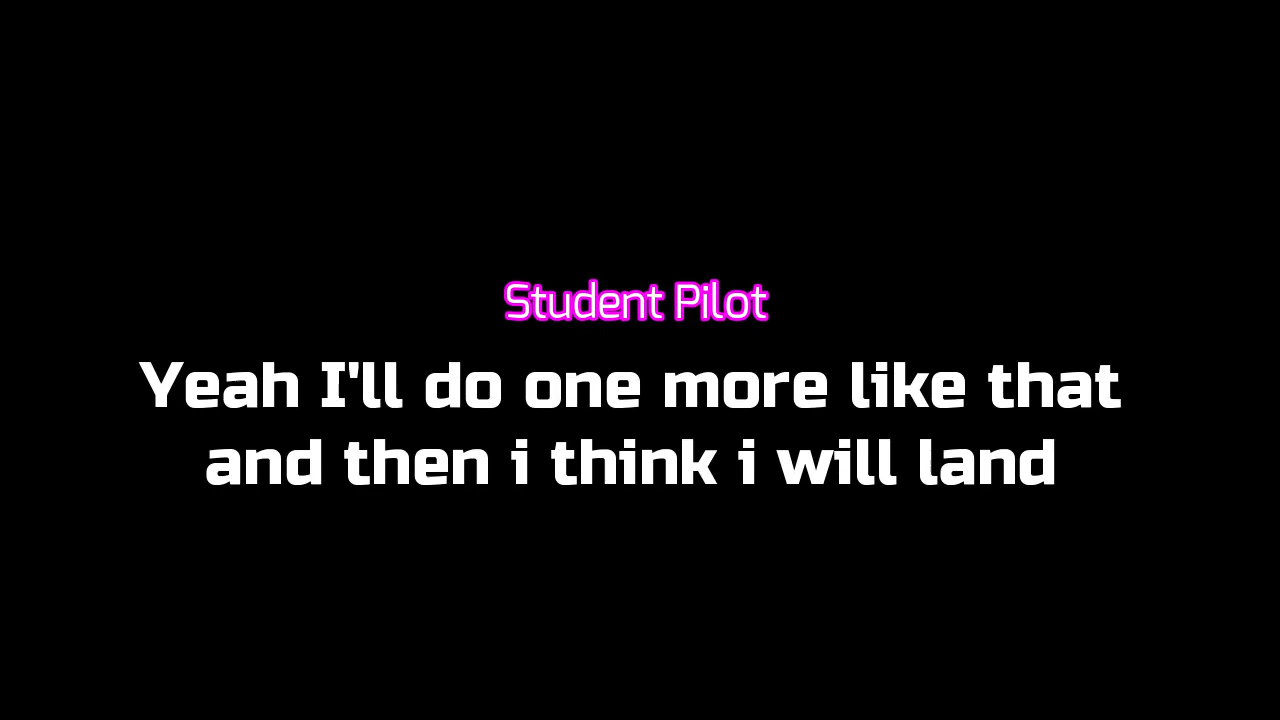 Student Pilot
Yeah I'll do one more like that
and then i think i will land